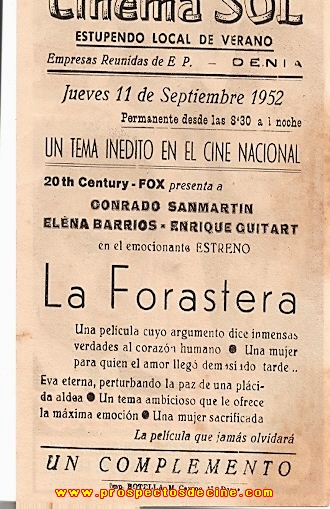 Cinema SOL
ESTUPENDO LOCAL DE VERANO
Empresas Reunidas de E P. - DENIA
Jueves 11 de Septiembre 1952
Permanente desde las 8'30 a 1 noche
UN TEMA INEDITO EN EL CINE NACIONAL
20th Century-FOX presenta a
CONRADO SANMARTIN
ELENA BARRIOS - ENRIQUE GUITART
en el emocionante ESTRENO
La Forastera
Una película cuyo argumento dice inmensas
verdades al corazón humano ● Una mujer
para quien el amor llegó demasiado tarde..
Eva eterna, perturbando la paz de una pláci-
da aldea ● Un tema ambicioso que le ofrece
la máxima emoción ● Una mujer sacrificada
La película que jamás olvidará
UN COMPLEMENTO
Imp. BOTELLA-M.
www.prospectosdecine.com